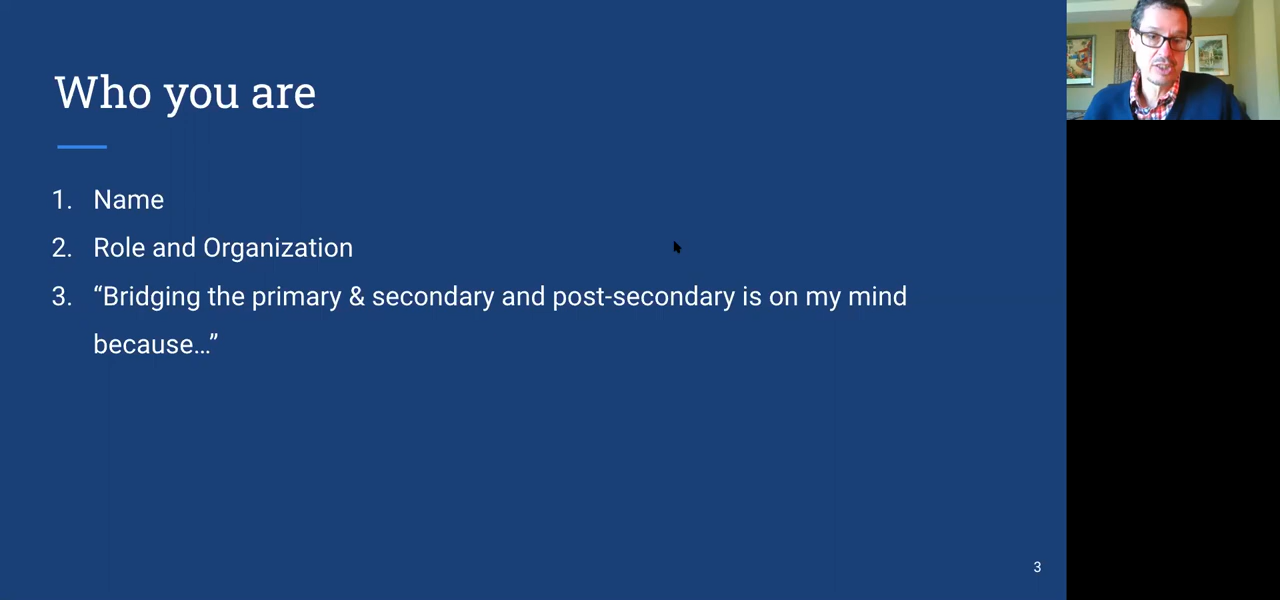 Who you are
1. Name
2. Role and Organization
3. “Bridging the primary & secondary and post-secondary is on my mind
because…”
3